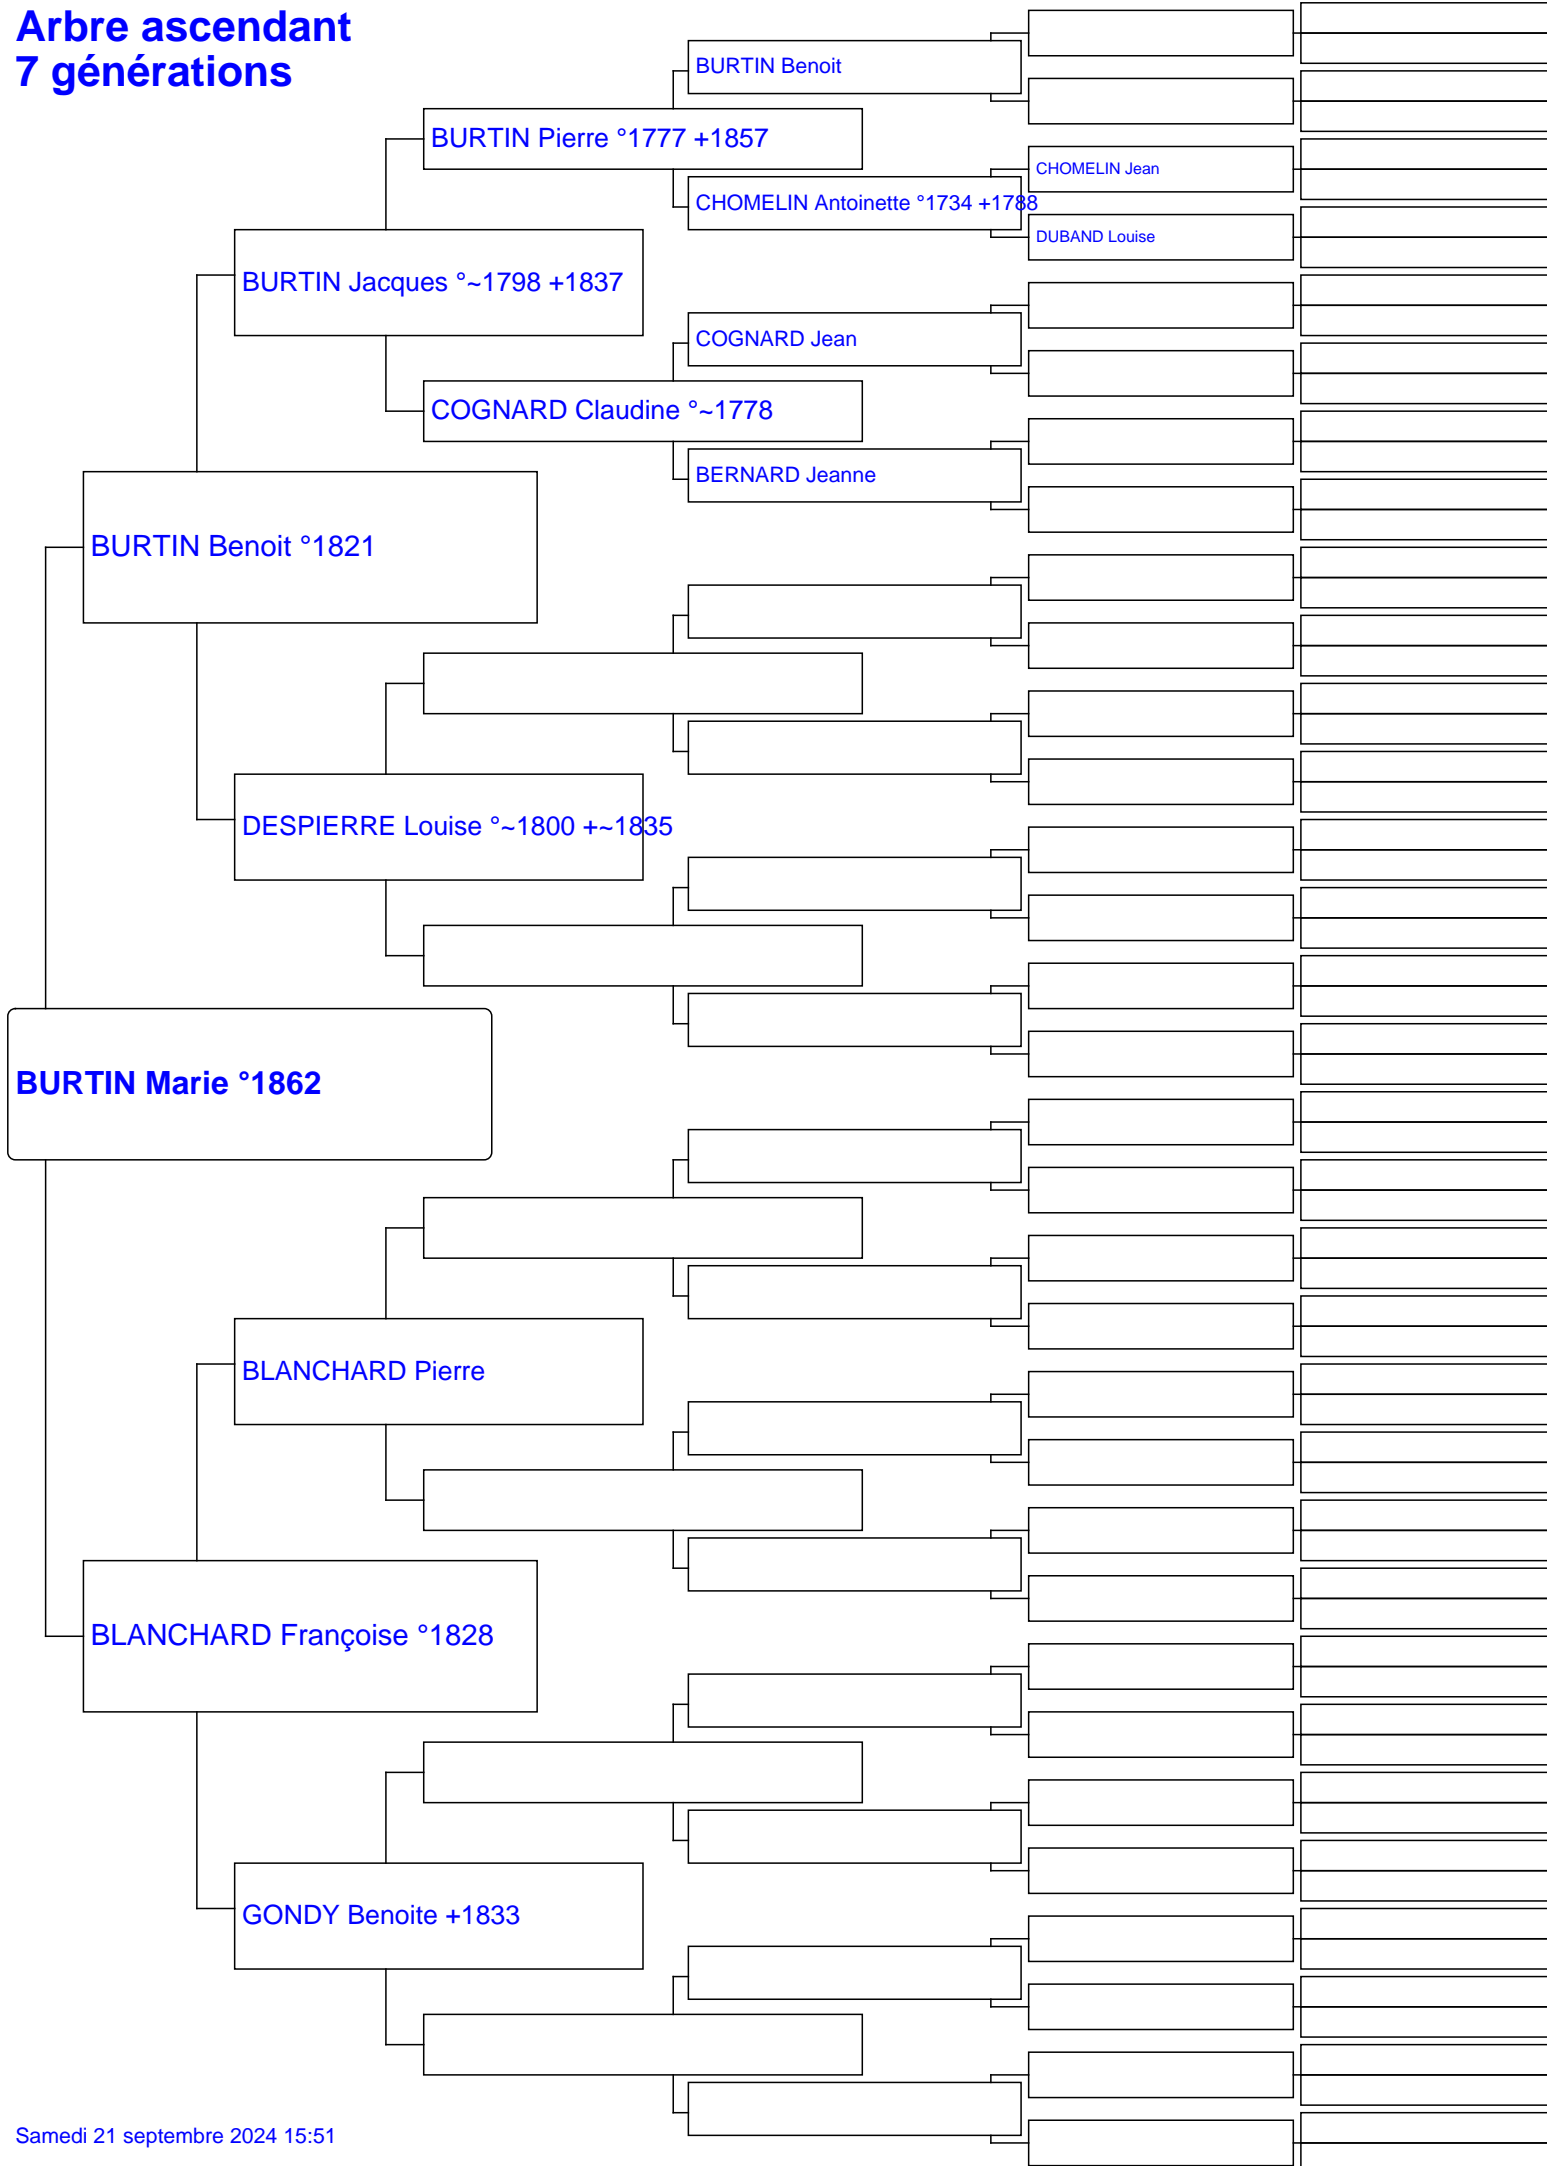 Arbre ascendant
7 générations
BURTIN Benoit
BURTIN Pierre °1777 +1857
CHOMELIN Jean
CHOMELIN Antoinette °1734 +1788
DUBAND Louise
BURTIN Jacques °~1798 +1837
COGNARD Jean
COGNARD Claudine °~1778
BERNARD Jeanne
BURTIN Benoit °1821
DESPIERRE Louise °~1800 +~1835
BURTIN Marie °1862
BLANCHARD Pierre
BLANCHARD Françoise °1828
GONDY Benoite +1833
Samedi 21 septembre 2024 15:51